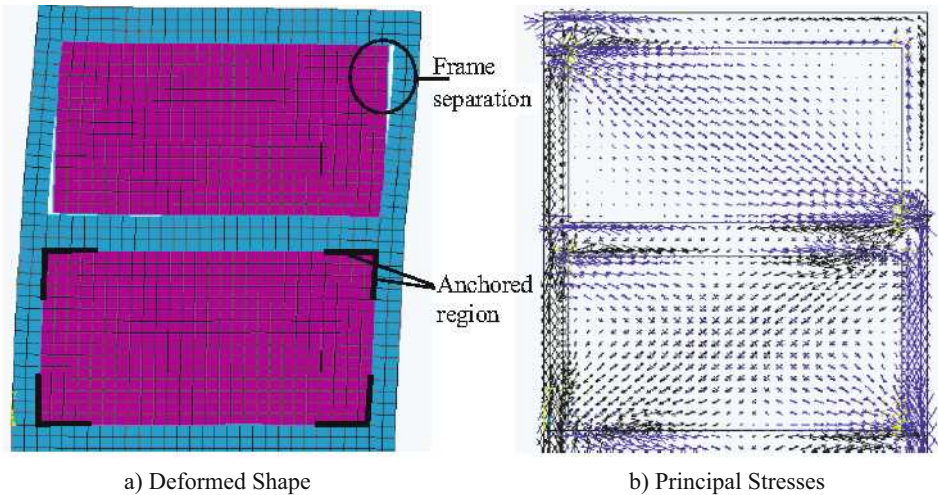 Frame
separation
Anchored
region
a) Deformed Shape
b) Principal Stresses